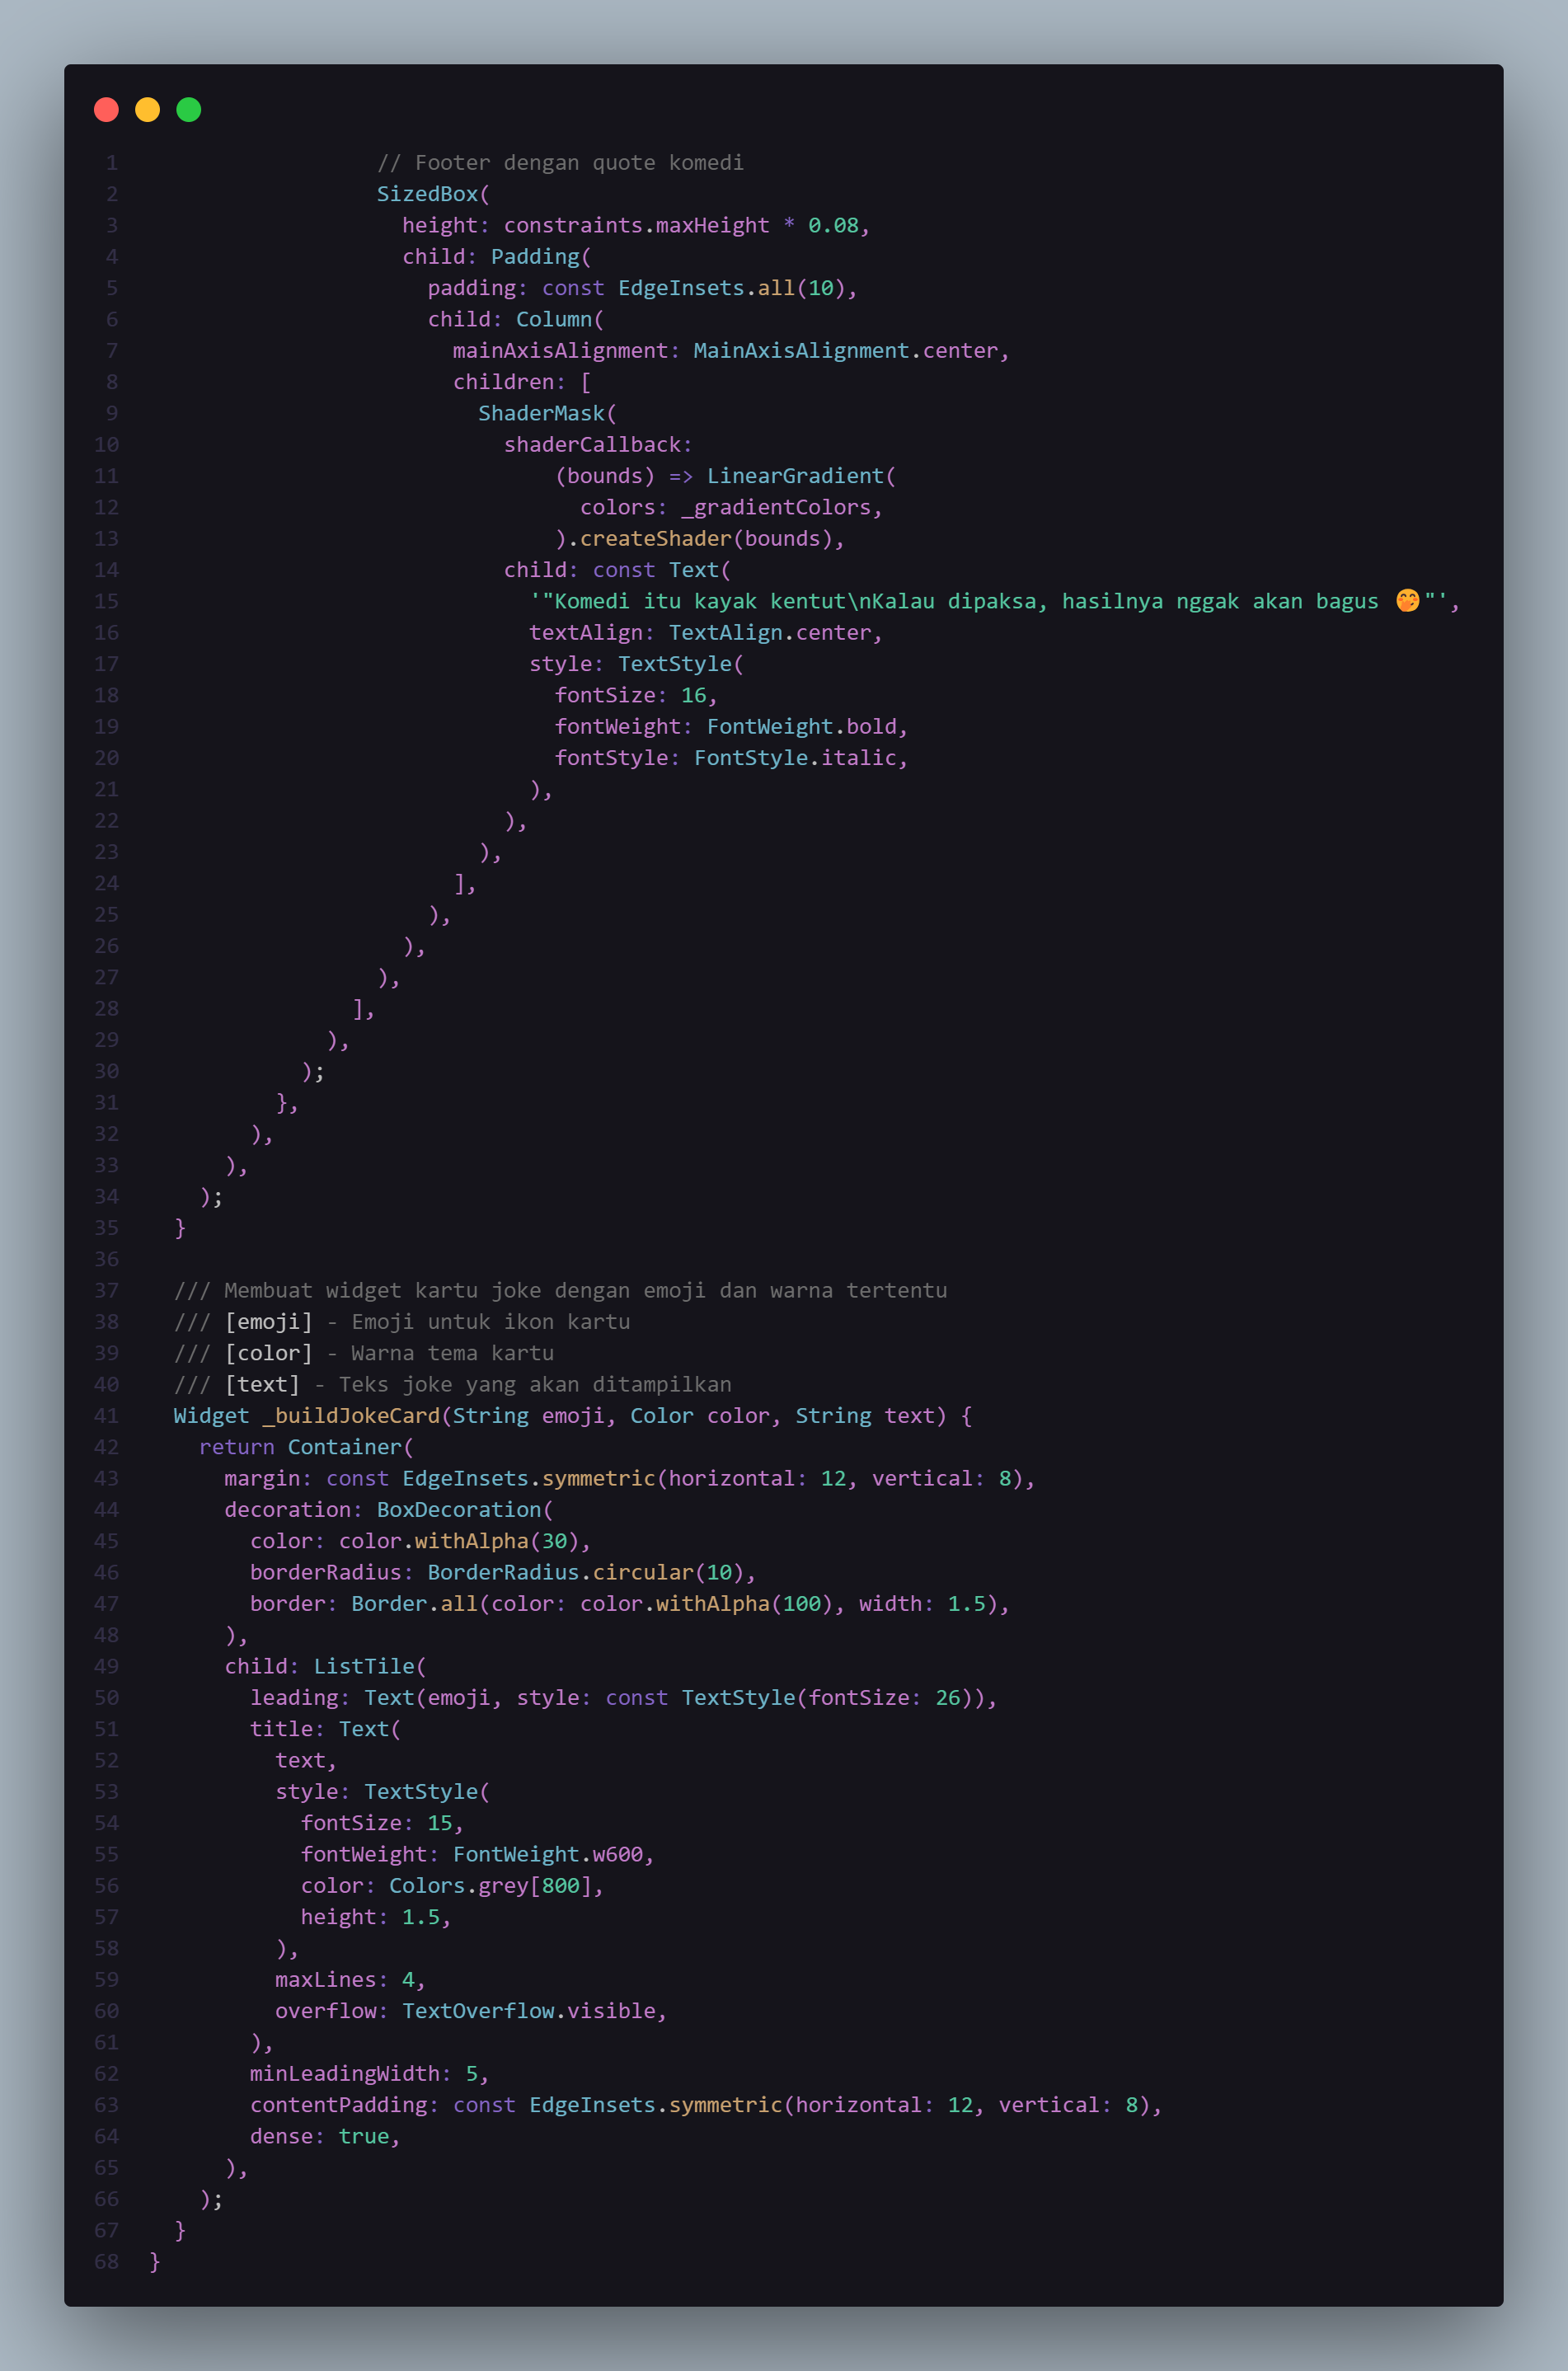 1 // Footer dengan quote komedi
2 SizedBox(
3 height: constraints.maxHeight * 0.08,
4 child: Padding(
5 padding: const EdgeInsets.all(10),
6 child: Column(
7 mainAxisAlignment: MainAxisAlignment.center,
8 children: [
9 ShaderMask(
10 shaderCallback:
11 (bounds) => LinearGradient(
12 colors: _gradientColors,
13 ).createShader(bounds),
14 child: const Text(
15 '"Komedi itu kayak kentut\nKalau dipaksa, hasilnya nggak akan bagus 🤭"',
16 textAlign: TextAlign.center,
17 style: TextStyle(
18 fontSize: 16,
19 fontWeight: FontWeight.bold,
20 fontStyle: FontStyle.italic,
21 ),
22 ),
23 ),
24 ],
25 ),
26 ),
27 ),
28 ],
29 ),
30 );
31 },
32 ),
33 ),
34 );
35 }
36
37 /// Membuat widget kartu joke dengan emoji dan warna tertentu
38 /// [emoji] - Emoji untuk ikon kartu
39 /// [color] - Warna tema kartu
40 /// [text] - Teks joke yang akan ditampilkan
41 Widget _buildJokeCard(String emoji, Color color, String text) {
42 return Container(
43 margin: const EdgeInsets.symmetric(horizontal: 12, vertical: 8),
44 decoration: BoxDecoration(
45 color: color.withAlpha(30),
46 borderRadius: BorderRadius.circular(10),
47 border: Border.all(color: color.withAlpha(100), width: 1.5),
48 ),
49 child: ListTile(
50 leading: Text(emoji, style: const TextStyle(fontSize: 26)),
51 title: Text(
52 text,
53 style: TextStyle(
54 fontSize: 15,
55 fontWeight: FontWeight.w600,
56 color: Colors.grey[800],
57 height: 1.5,
58 ),
59 maxLines: 4,
60 overflow: TextOverflow.visible,
61 ),
62 minLeadingWidth: 5,
63 contentPadding: const EdgeInsets.symmetric(horizontal: 12, vertical: 8),
64 dense: true,
65 ),
66 );
67 }
68 }